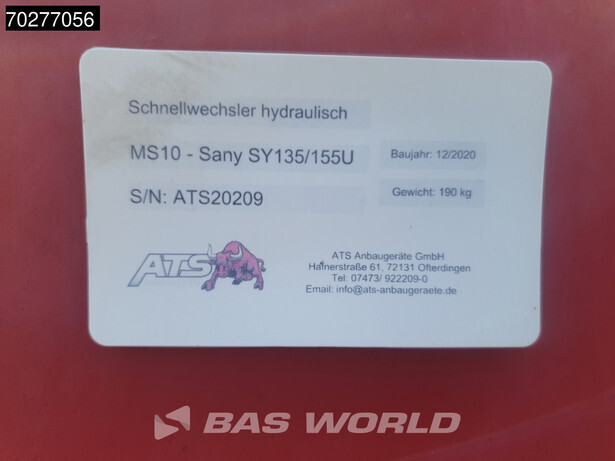 70277056
Schnellwechsler hydraulisch
MS10 - Sany SY135/155U
Baujahr: 12/2020
S/N: ATS20209
Gewicht: 190 kg
ATS
ATS Anbaugeräte GmbH
Hafnerstraße 61, 72131 Ofterdingen
Tel: 07473/ 922209-0
Email: info@ats-anbaugeraete.de
BAS WORLD